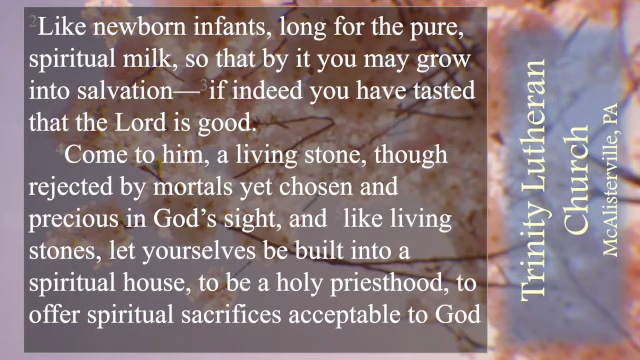 2Like newborn infants, long for the pure,
spiritual milk, so that by it you may grow
into salvation—3if indeed you have tasted
that the Lord is good.
Come to him, a living stone, though
rejected by mortals yet chosen and
precious in God’s sight, and like living
stones, let yourselves be built into a
spiritual house, to be a holy priesthood, to
offer spiritual sacrifices acceptable to God
Trinity Lutheran
Church
McAlisterville, PA